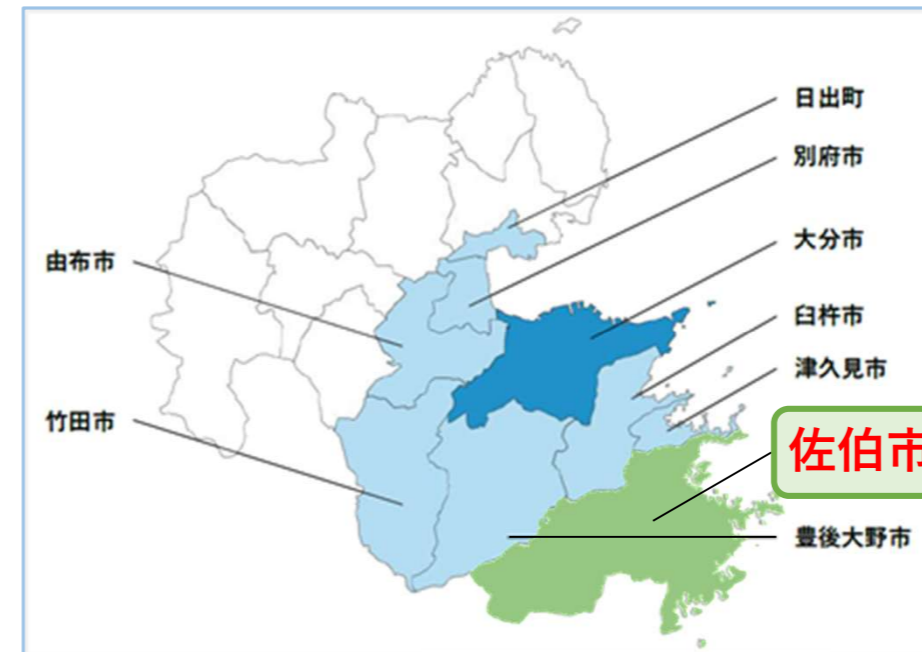 日出町
別府市
大分市
由布市
臼杵市
津久見市
竹田市
佐伯市
豊後大野市